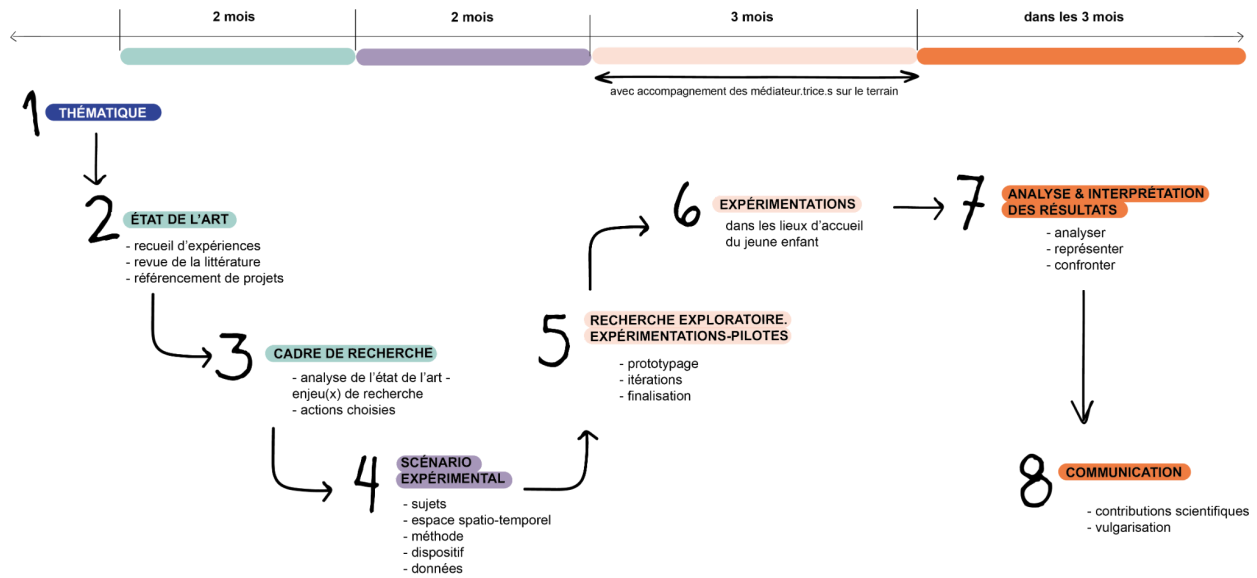 2 mois
2 mois
3 mois
dans les 3 mois
avec accompagnement des médiateur.trice.s sur le terrain
1 THÉMATIQUE
2 ÉTAT DE L'ART
- recueil d'expériences
- revue de la littérature
- référencement de projets
3 CADRE DE RECHERCHE
- analyse de l'état de l'art -
enjeu(x) de recherche
- actions choisies
4 SCÉNARIO
EXPÉRIMENTAL
- sujets
- espace spatio-temporel
- méthode
- dispositif
- données
5 RECHERCHE EXPLORATOIRE.
EXPÉRIMENTATIONS-PILOTES
- prototypage
- itérations
- finalisation
6 EXPÉRIMENTATIONS
dans les lieux d'accueil
du jeune enfant
7 ANALYSE & INTERPRÉTATION
DES RÉSULTATS
- analyser
- représenter
- confronter
8 COMMUNICATION
- contributions scientifiques
- vulgarisation